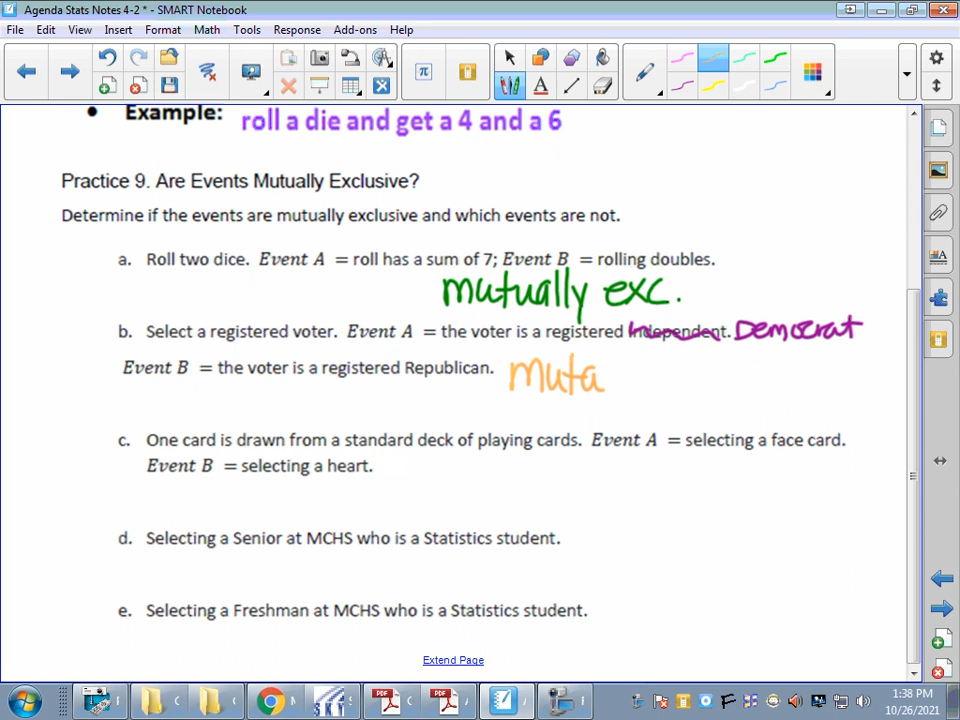 Agenda Stats Notes 4-2 * - SMART Notebook
File Edit View Insert Format Math Tools Response Add-ons Help
• Example: roll a die and get a 4 and a 6
Practice 9. Are Events Mutually Exclusive?
Determine if the events are mutually exclusive and which events are not.
a. Roll two dice. Event A = roll has a sum of 7; Event B = rolling doubles.
mutually exc.
b. Select a registered voter. Event A = the voter is a registered Independent. Democrat
Event B = the voter is a registered Republican. muta
c. One card is drawn from a standard deck of playing cards. Event A = selecting a face card.
Event B = selecting a heart.
d. Selecting a Senior at MCHS who is a Statistics student.
e. Selecting a Freshman at MCHS who is a Statistics student.
Extend Page
1:38 PM
10/26/2021